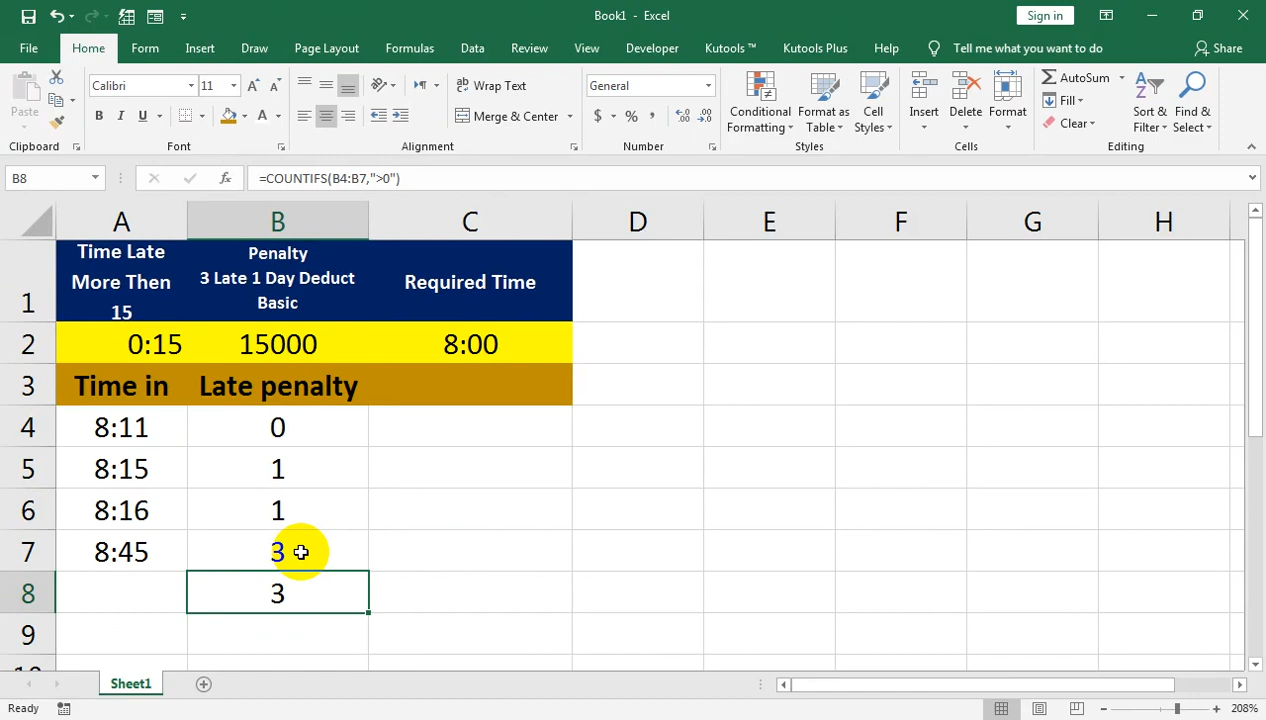 Book1 - Excel
Sign in
File Home Form Insert Draw Page Layout Formulas Data Review View Developer Kutools ™ Kutools Plus Help Tell me what you want to do Share
Paste
Calibri 11
B I U
Wrap Text
Merge & Center
General
$ % ,
Conditional Formatting
Format as Table
Cell Styles
Insert
Delete
Format
AutoSum
Fill
Clear
Sort & Filter
Find & Select
Clipboard Font Alignment Number Styles Cells Editing
B8 fx =COUNTIFS(B4:B7,">0")
A B C D E F G H
1
Time Late
More Then
15
Penalty
3 Late 1 Day Deduct
Basic
Required Time
2 0:15 15000 8:00
3 Time in Late penalty
4 8:11 0
5 8:15 1
6 8:16 1
7 8:45 3
8 3
9
Sheet1
Ready 208%